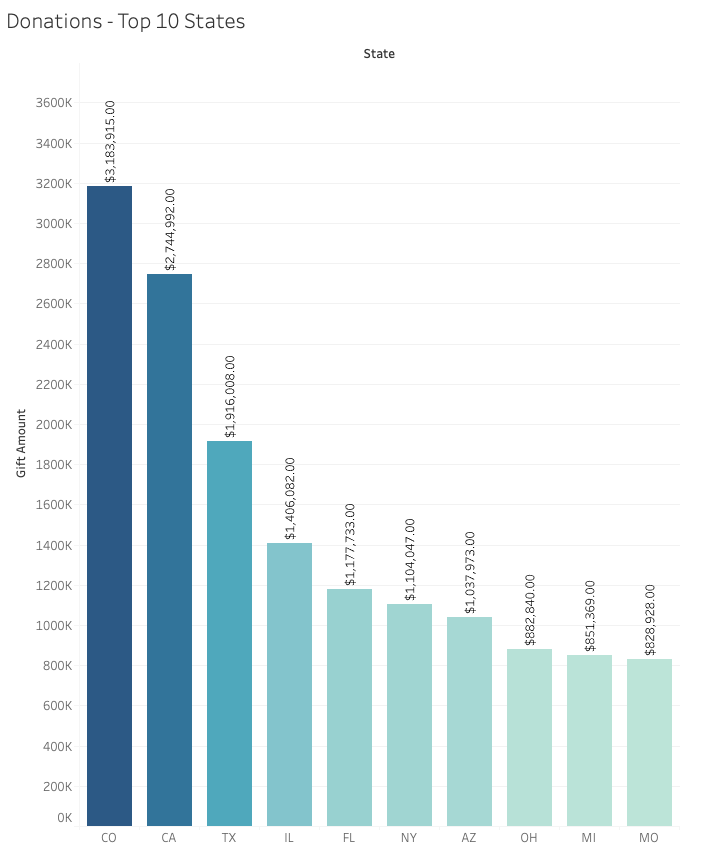 Donations - Top 10 States
State
Gift Amount
3600K
3400K
3200K
3000K
2800K
2600K
2400K
2200K
2000K
1800K
1600K
1400K
1200K
1000K
800K
600K
400K
200K
0K
$3,183,915.00
$2,744,992.00
$1,916,008.00
$1,406,082.00
$1,177,733.00
$1,104,047.00
$1,037,973.00
$882,840.00
$851,369.00
$828,928.00
CO CA TX IL FL NY AZ OH MI MO